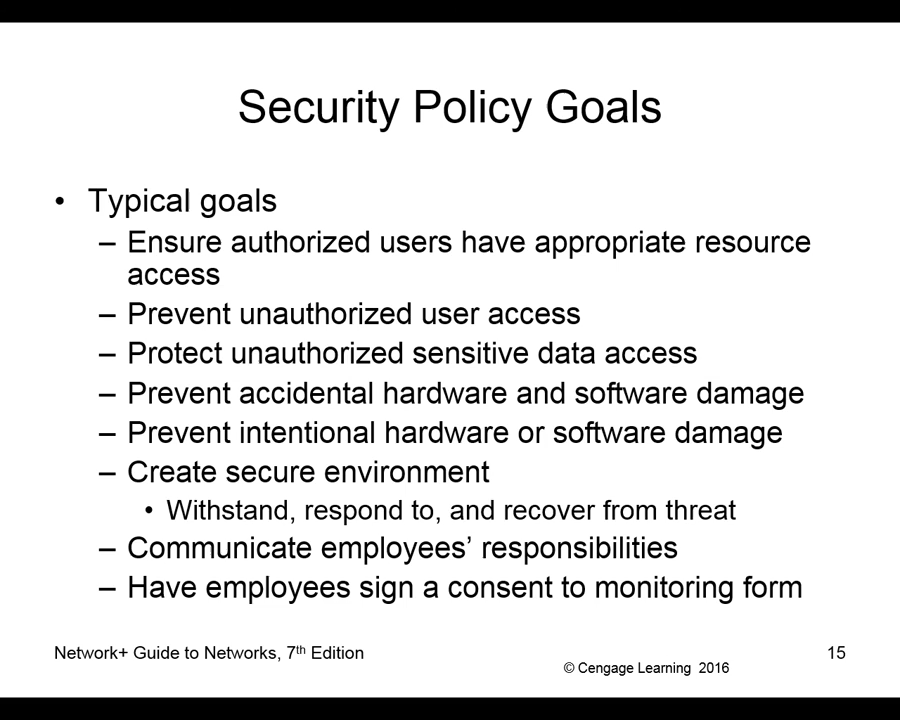 Security Policy Goals
• Typical goals
– Ensure authorized users have appropriate resource
access
– Prevent unauthorized user access
– Protect unauthorized sensitive data access
– Prevent accidental hardware and software damage
– Prevent intentional hardware or software damage
– Create secure environment
• Withstand, respond to, and recover from threat
– Communicate employees’ responsibilities
– Have employees sign a consent to monitoring form
Network+ Guide to Networks, 7th Edition
© Cengage Learning 2016
15